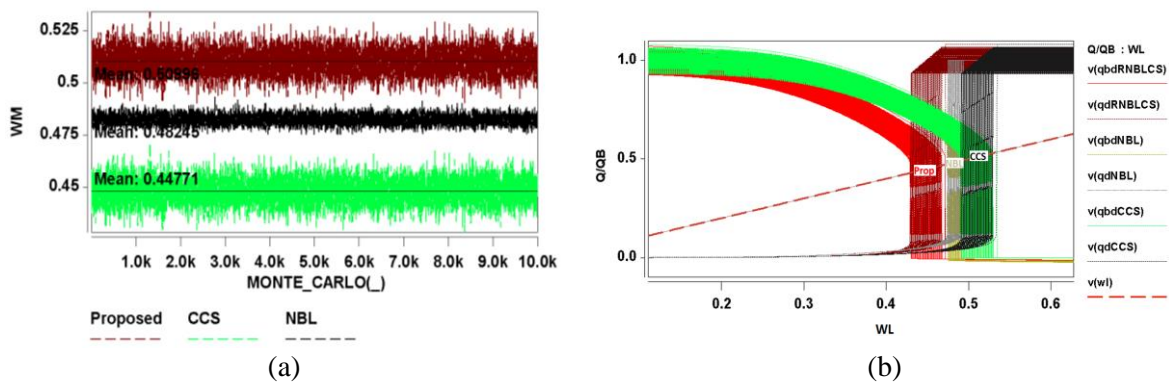 0.525
0.5
0.475
0.45
WM
Mean: 0.50896
Mean: 0.48245
Mean: 0.44771
1.0k 2.0k 3.0k 4.0k 5.0k 6.0k 7.0k 8.0k 9.0k 10.0k
MONTE_CARLO(_)
Proposed CCS NBL
(a)
1.0
0.5
0.0
Q/QB
Prop
NBL
CCS
0.2 0.3 0.4 0.5 0.6
WL
Q/QB : WL
v(qbdRNBLCS)
v(qdRNBLCS)
v(qbdNBL)
v(qdNBL)
v(qbdCCS)
v(qdCCS)
v(wl)
(b)